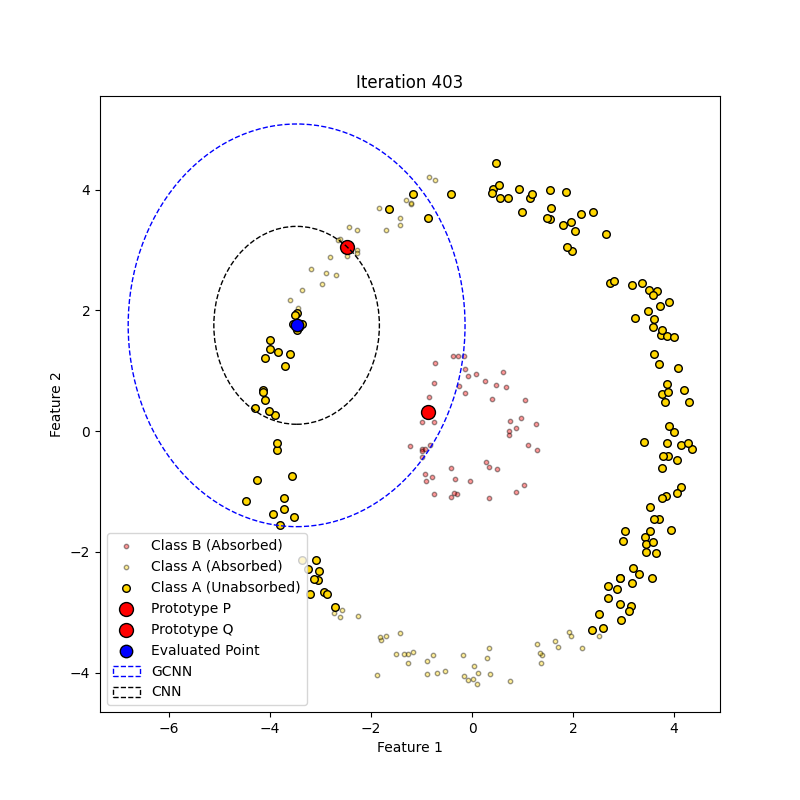 Iteration 403
4
2
0
−2
−4
Feature 2
Class B (Absorbed)
Class A (Absorbed)
Class A (Unabsorbed)
Prototype P
Prototype Q
Evaluated Point
GCNN
CNN
−6 −4 −2 0 2 4
Feature 1